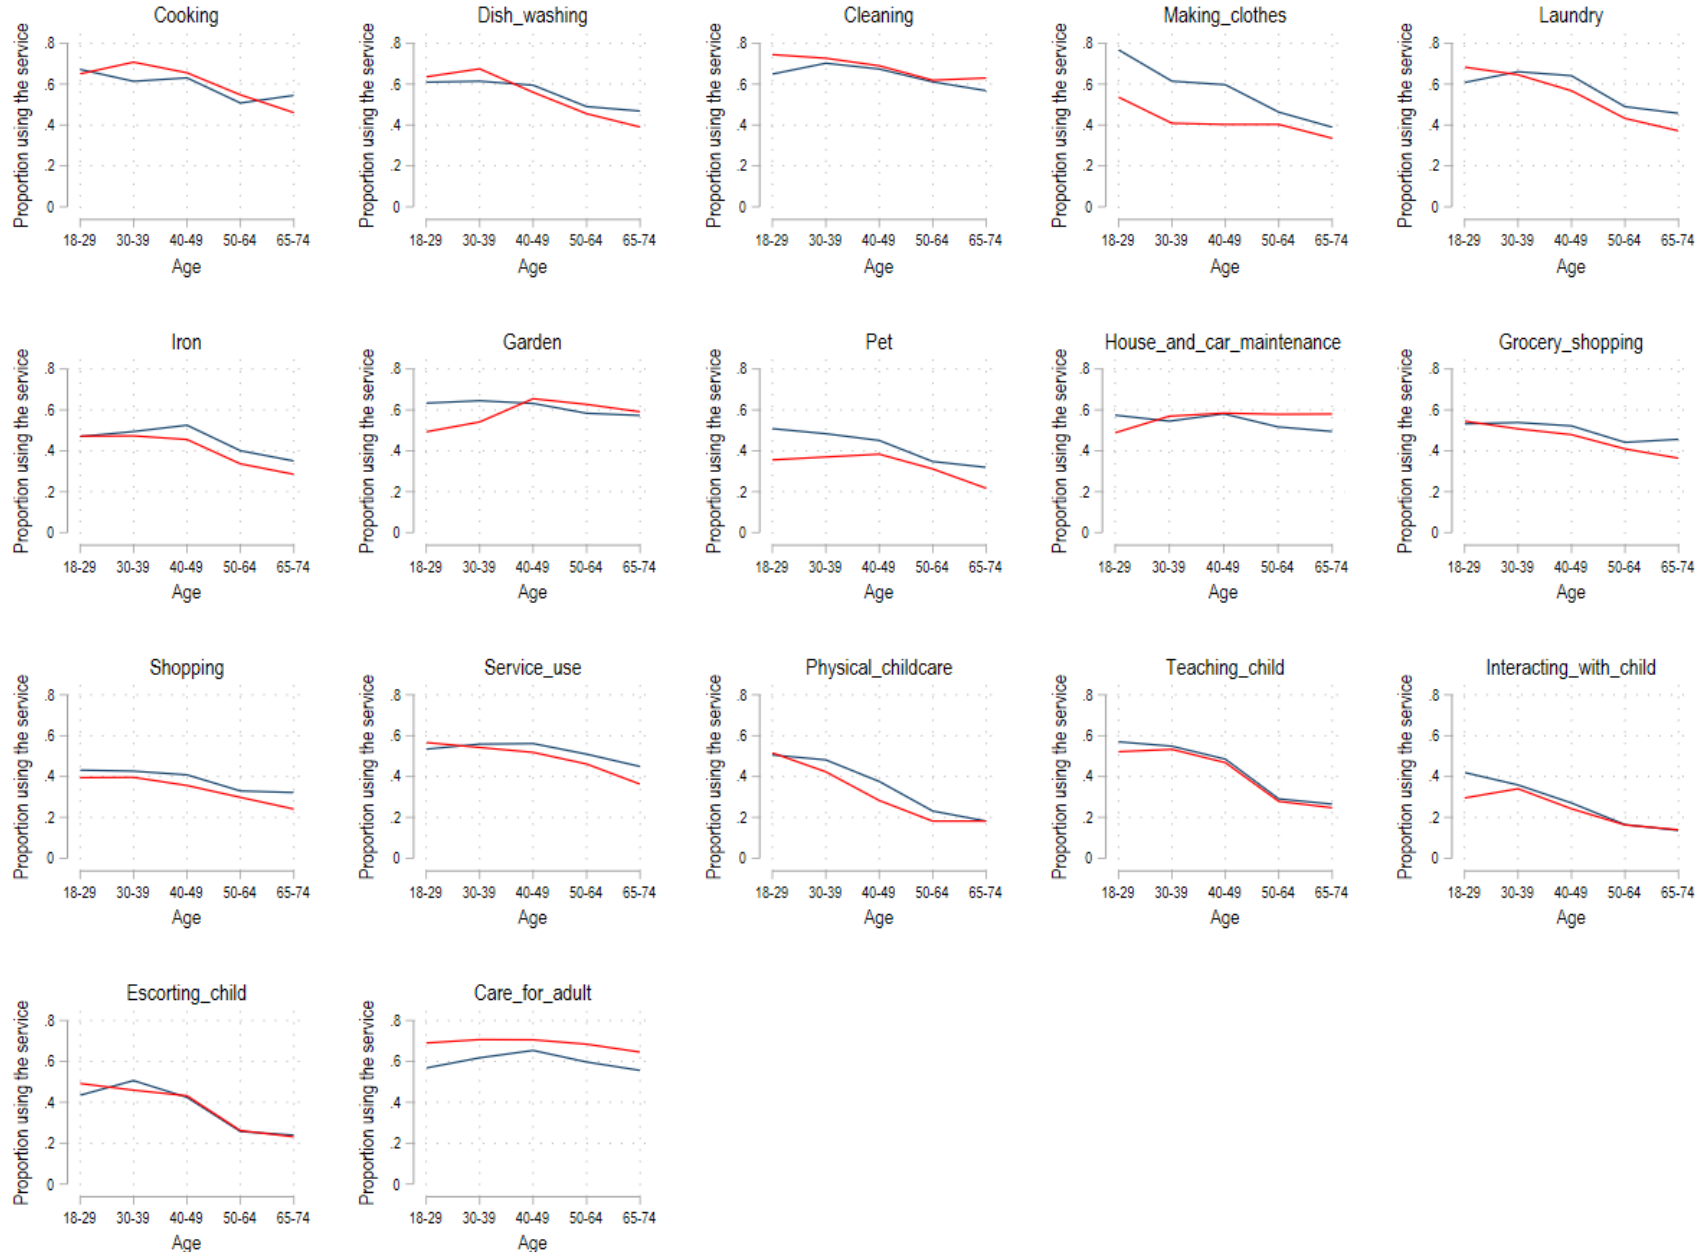 Cooking
Proportion using the service
.8
.6
.4
.2
0
18-29 30-39 40-49 50-64 65-74
Age
Dish_washing
Proportion using the service
.8
.6
.4
.2
0
18-29 30-39 40-49 50-64 65-74
Age
Cleaning
Proportion using the service
.8
.6
.4
.2
0
18-29 30-39 40-49 50-64 65-74
Age
Making_clothes
Proportion using the service
.8
.6
.4
.2
0
18-29 30-39 40-49 50-64 65-74
Age
Laundry
Proportion using the service
.8
.6
.4
.2
0
18-29 30-39 40-49 50-64 65-74
Age
Iron
Proportion using the service
.8
.6
.4
.2
0
18-29 30-39 40-49 50-64 65-74
Age
Garden
Proportion using the service
.8
.6
.4
.2
0
18-29 30-39 40-49 50-64 65-74
Age
Pet
Proportion using the service
.8
.6
.4
.2
0
18-29 30-39 40-49 50-64 65-74
Age
House_and_car_maintenance
Proportion using the service
.8
.6
.4
.2
0
18-29 30-39 40-49 50-64 65-74
Age
Grocery_shopping
Proportion using the service
.8
.6
.4
.2
0
18-29 30-39 40-49 50-64 65-74
Age
Shopping
Proportion using the service
.8
.6
.4
.2
0
18-29 30-39 40-49 50-64 65-74
Age
Service_use
Proportion using the service
.8
.6
.4
.2
0
18-29 30-39 40-49 50-64 65-74
Age
Physical_childcare
Proportion using the service
.8
.6
.4
.2
0
18-29 30-39 40-49 50-64 65-74
Age
Teaching_child
Proportion using the service
.8
.6
.4
.2
0
18-29 30-39 40-49 50-64 65-74
Age
Interacting_with_child
Proportion using the service
.8
.6
.4
.2
0
18-29 30-39 40-49 50-64 65-74
Age
Escorting_child
Proportion using the service
.8
.6
.4
.2
0
18-29 30-39 40-49 50-64 65-74
Age
Care_for_adult
Proportion using the service
.8
.6
.4
.2
0
18-29 30-39 40-49 50-64 65-74
Age